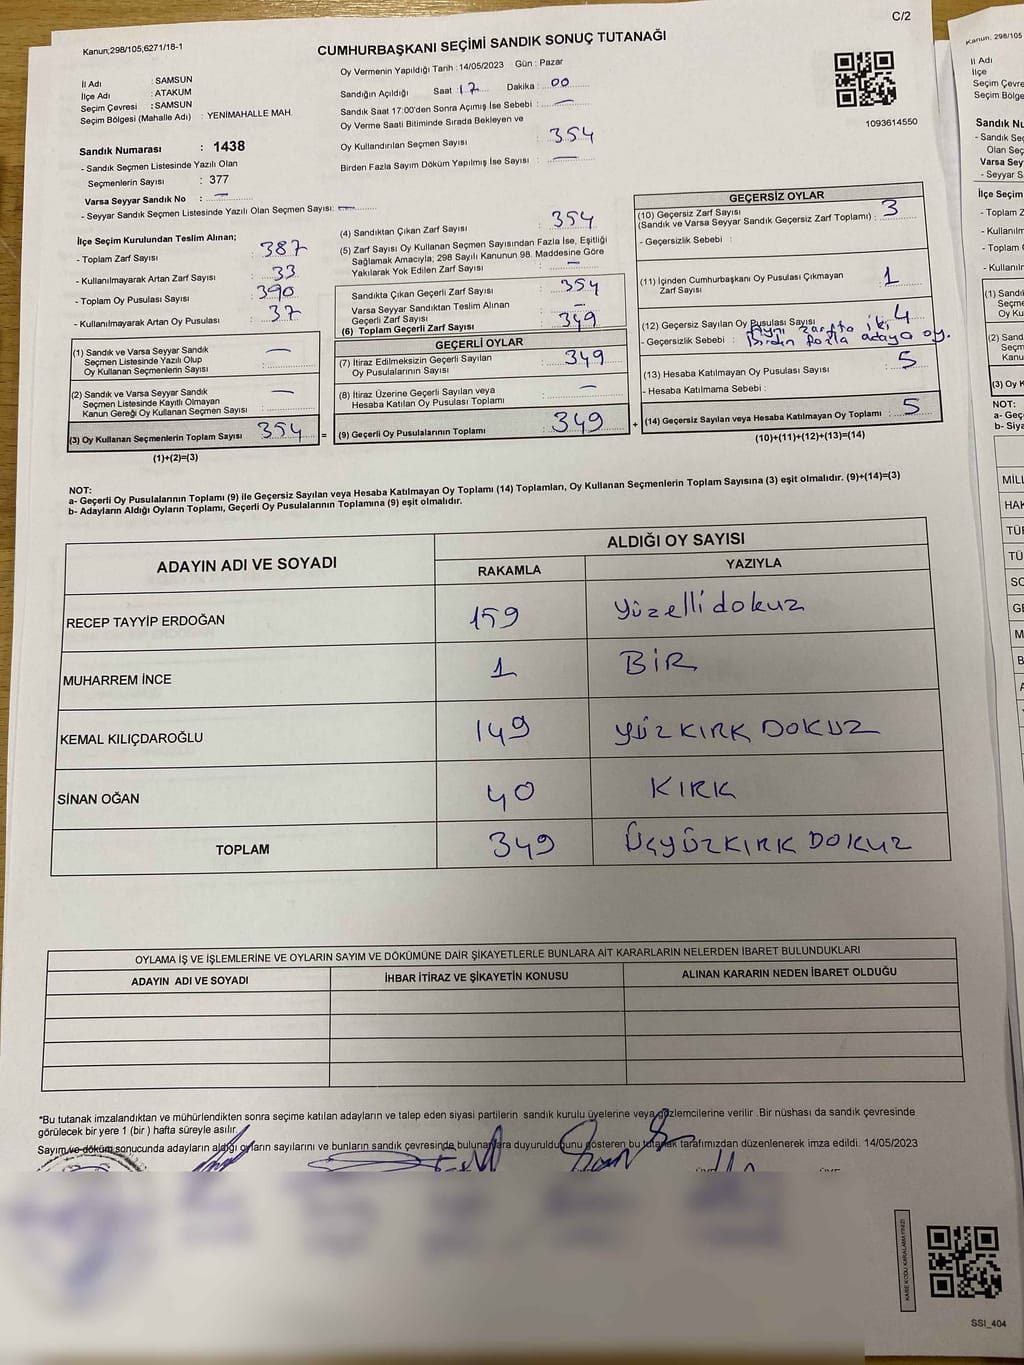 C/2
Kanun;298/105;6271/18-1
CUMHURBAŞKANI SEÇİMİ SANDIK SONUÇ TUTANAĞI
İl Adı : SAMSUN
İlçe Adı : ATAKUM
Seçim Çevresi : SAMSUN
Seçim Bölgesi (Mahalle Adı) : YENİMAHALLE MAH.
Oy Vermenin Yapıldığı Tarih : 14/05/2023 Gün : Pazar
Sandığın Açıldığı Saat : 17 Dakika : 00
Sandık Saat 17:00'den Sonra Açımış İse Sebebi : —
Oy Verme Saati Bitiminde Sırada Bekleyen ve
Oy Kullandırılan Seçmen Sayısı : 354
Birden Fazla Sayım Döküm Yapılmış İse Sayısı : —
1093614550
Sandık Numarası : 1438
- Sandık Seçmen Listesinde Yazılı Olan
Seçmenlerin Sayısı : 377
Varsa Seyyar Sandık No : —
- Seyyar Sandık Seçmen Listesinde Yazılı Olan Seçmen Sayısı: —
İlçe Seçim Kurulundan Teslim Alınan;
- Toplam Zarf Sayısı : 387
- Kullanılmayarak Artan Zarf Sayısı : 33
- Toplam Oy Pusulası Sayısı : 390
- Kullanılmayarak Artan Oy Pusulası : 37
(1) Sandık ve Varsa Seyyar Sandık
Seçmen Listesinde Yazılı Olup
Oy Kullanan Seçmenlerin Sayısı : —
(2) Sandık ve Varsa Seyyar Sandık
Seçmen Listesinde Kayıtlı Olmayan
Kanun Gereği Oy Kullanan Seçmen Sayısı : —
(3) Oy Kullanan Seçmenlerin Toplam Sayısı : 354 =
(1)+(2)=(3)
(4) Sandıktan Çıkan Zarf Sayısı : 354
(5) Zarf Sayısı Oy Kullanan Seçmen Sayısından Fazla İse, Eşitliği
Sağlamak Amacıyla; 298 Sayılı Kanunun 98. Maddesine Göre
Yakılarak Yok Edilen Zarf Sayısı : —
Sandıkta Çıkan Geçerli Zarf Sayısı : 354
Varsa Seyyar Sandıktan Teslim Alınan
Geçerli Zarf Sayısı : —
(6) Toplam Geçerli Zarf Sayısı : 349
GEÇERLİ OYLAR
(7) İtiraz Edilmeksizin Geçerli Sayılan
Oy Pusulalarının Sayısı : 349
(8) İtiraz Üzerine Geçerli Sayılan veya
Hesaba Katılan Oy Pusulası Toplamı : —
(9) Geçerli Oy Pusulalarının Toplamı : 349 +
GEÇERSİZ OYLAR
(10) Geçersiz Zarf Sayısı
(Sandık ve Varsa Seyyar Sandık Geçersiz Zarf Toplamı) : 3
- Geçersizlik Sebebi :
(11) İçinden Cumhurbaşkanı Oy Pusulası Çıkmayan
Zarf Sayısı : 1
(12) Geçersiz Sayılan Oy Pusulası Sayısı : 4
- Geçersizlik Sebebi : Aynı zarfta iki
Birden fazla adaya oy.
(13) Hesaba Katılmayan Oy Pusulası Sayısı : 5
- Hesaba Katılmama Sebebi :
(14) Geçersiz Sayılan veya Hesaba Katılmayan Oy Toplamı : 5
(10)+(11)+(12)+(13)=(14)
NOT:
a- Geçerli Oy Pusulalarının Toplamı (9) ile Geçersiz Sayılan veya Hesaba Katılmayan Oy Toplamı (14) Toplamları, Oy Kullanan Seçmenlerin Toplam Sayısına (3) eşit olmalıdır. (9)+(14)=(3)
b- Adayların Aldığı Oyların Toplamı, Geçerli Oy Pusulalarının Toplamına (9) eşit olmalıdır.
ADAYIN ADI VE SOYADI
ALDIĞI OY SAYISI
RAKAMLA YAZIYLA
RECEP TAYYİP ERDOĞAN 159 yüzellidokuz
MUHARREM İNCE 1 BİR
KEMAL KILIÇDAROĞLU 149 YÜZKIRK DOKUZ
SİNAN OĞAN 40 KIRK
TOPLAM 349 ÜÇYÜZKIRK DOKUZ
OYLAMA İŞ VE İŞLEMLERİNE VE OYLARIN SAYIM VE DÖKÜMÜNE DAİR ŞİKAYETLERLE BUNLARA AİT KARARLARIN NELERDEN İBARET BULUNDUKLARI
ADAYIN ADI VE SOYADI İHBAR İTİRAZ VE ŞİKAYETİN KONUSU ALINAN KARARIN NEDEN İBARET OLDUĞU
*Bu tutanak imzalandıktan ve mühürlendikten sonra seçime katılan adayların ve talep eden siyasi partilerin sandık kurulu üyelerine veya gözlemcilerine verilir .Bir nüshası da sandık çevresinde
görülecek bir yere 1 (bir ) hafta süreyle asılır.
Sayım ve döküm sonucunda adayların aldığı oyların sayılarını ve bunların sandık çevresinde bulunanlara duyurulduğunu gösteren bu tutanak tarafımızdan düzenlenerek imza edildi. 14/05/2023
KARE KODU KARALAMAYINIZ!
SSI_404
Kanun, 298/105
İl Adı
İlçe
Seçim Çevre
Seçim Bölge